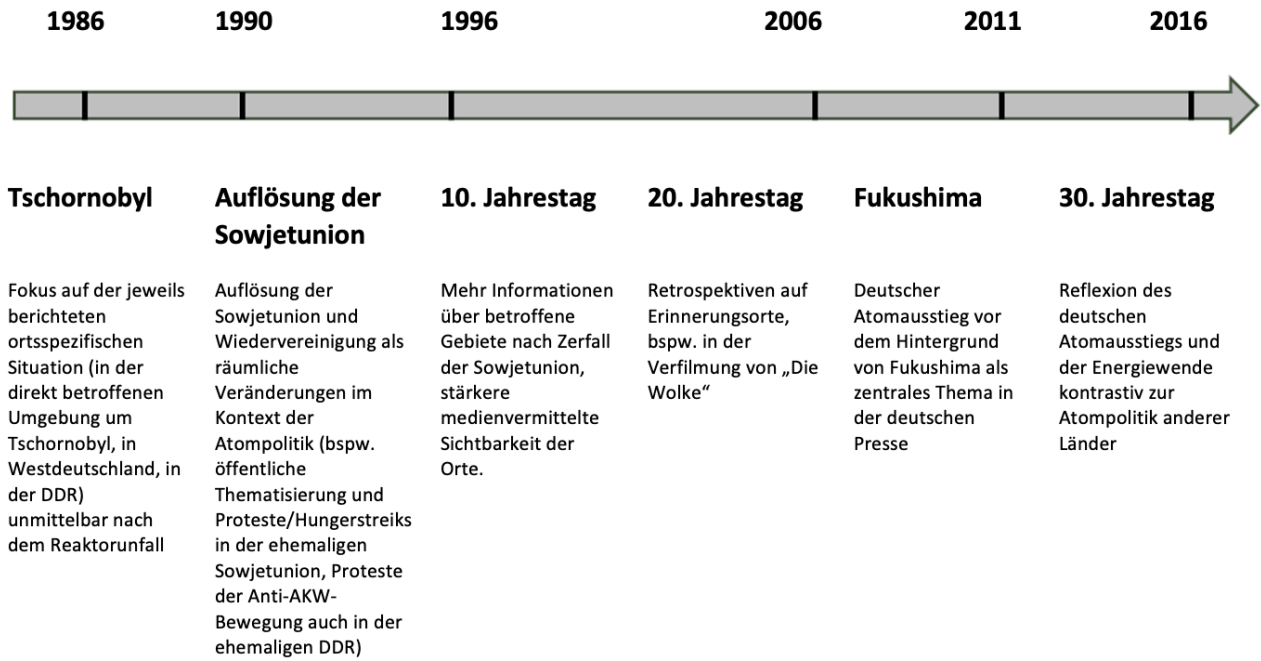 1986
1990
1996
2006
2011
2016
Tschornobyl
Auflösung der
Sowjetunion
10. Jahrestag
20. Jahrestag
Fukushima
30. Jahrestag
Fokus auf der jeweils
berichteten
ortsspezifischen
Situation (in der
direkt betroffenen
Umgebung um
Tschornobyl, in
Westdeutschland, in
der DDR)
unmittelbar nach
dem Reaktorunfall
Auflösung der
Sowjetunion und
Wiedervereinigung als
räumliche
Veränderungen im
Kontext der
Atompolitik (bspw.
öffentliche
Thematisierung und
Proteste/Hungerstreiks
in der ehemaligen
Sowjetunion, Proteste
der Anti-AKW-
Bewegung auch in der
ehemaligen DDR)
Mehr Informationen
über betroffene
Gebiete nach Zerfall
der Sowjetunion,
stärkere
medienvermittelte
Sichtbarkeit der
Orte.
Retrospektiven auf
Erinnerungsorte,
bspw. in der
Verfilmung von „Die
Wolke“
Deutscher
Atomausstieg vor
dem Hintergrund
von Fukushima als
zentrales Thema in
der deutschen
Presse
Reflexion des
deutschen
Atomausstiegs und
der Energiewende
kontrastiv zur
Atompolitik anderer
Länder